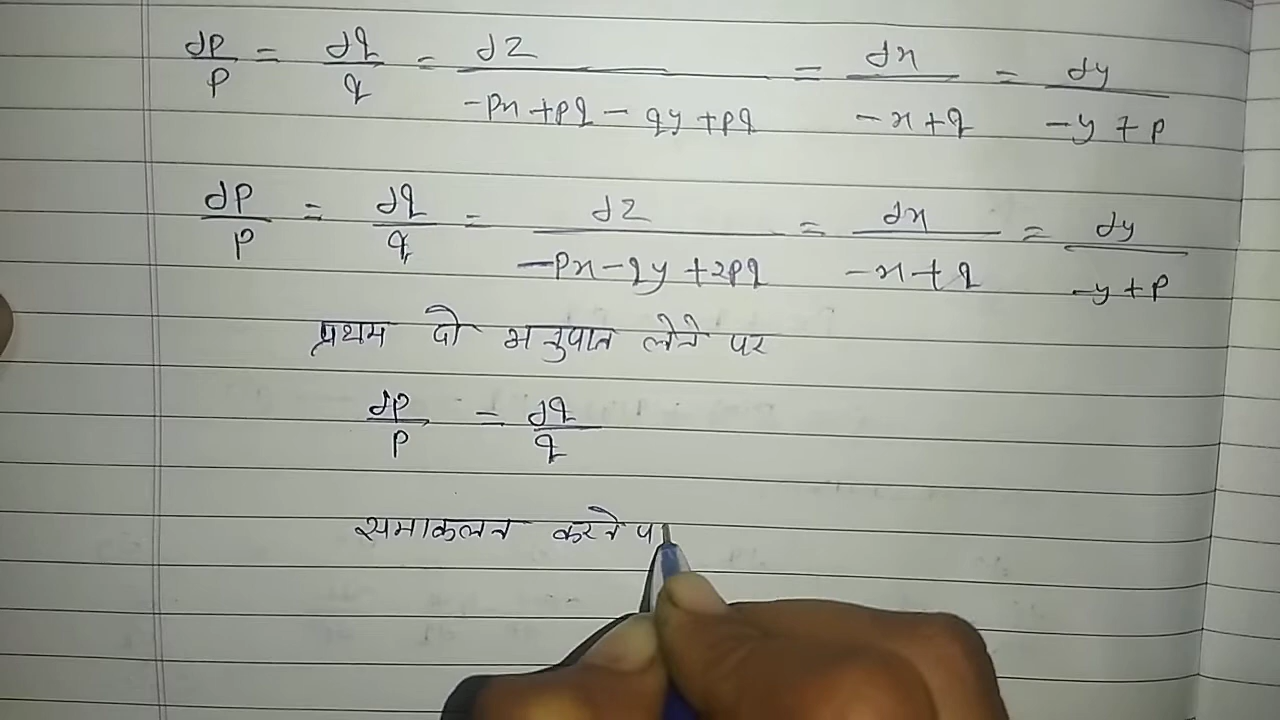 dp/p = dq/q = dz/(-px+pq-qy+pq) = dx/(-x+q) = dy/(-y+p)
dp/p = dq/q = dz/(-px-qy+2pq) = dx/(-x+q) = dy/(-y+p)
प्रथम दो अनुपात लेने पर
dp/p = dq/q
समाकलन करने प